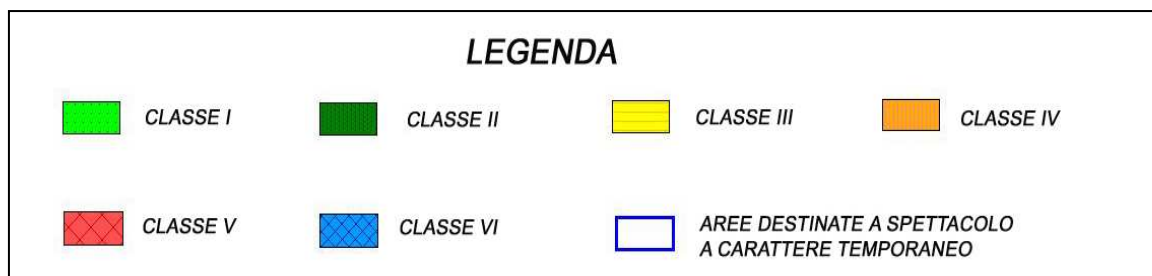 LEGENDA
CLASSE I
CLASSE II
CLASSE III
CLASSE IV
CLASSE V
CLASSE VI
AREE DESTINATE A SPETTACOLO
A CARATTERE TEMPORANEO